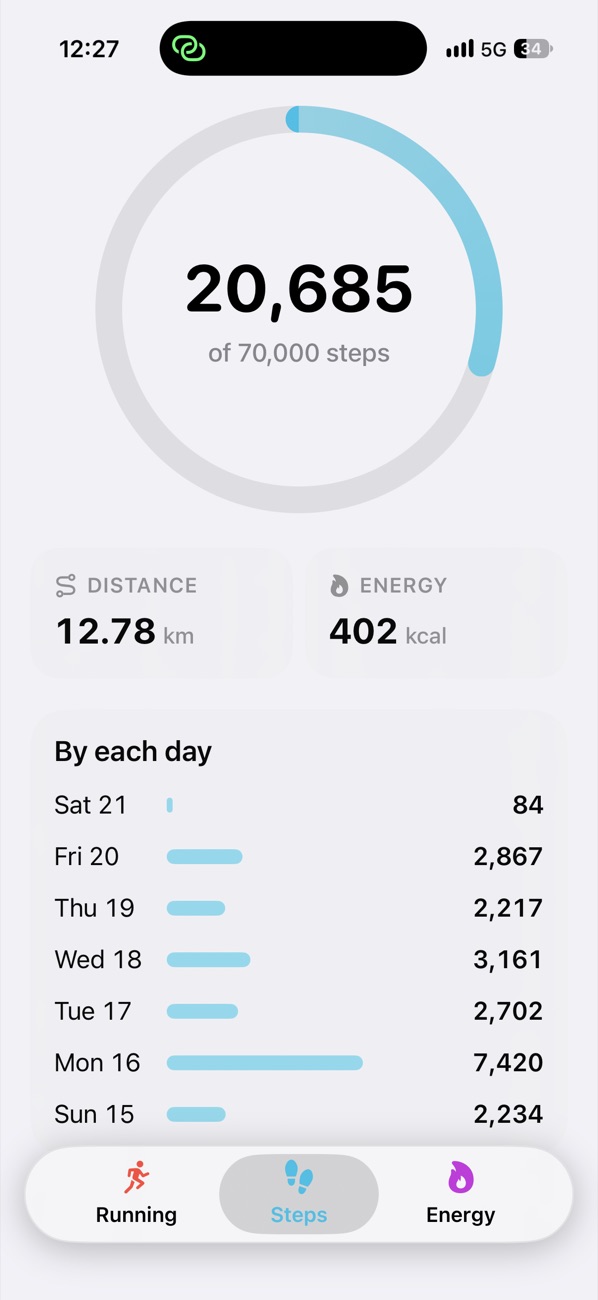 12:27 5G 34
20,685
of 70,000 steps
DISTANCE
12.78 km
ENERGY
402 kcal
By each day
Sat 21 84
Fri 20 2,867
Thu 19 2,217
Wed 18 3,161
Tue 17 2,702
Mon 16 7,420
Sun 15 2,234
Running Steps Energy